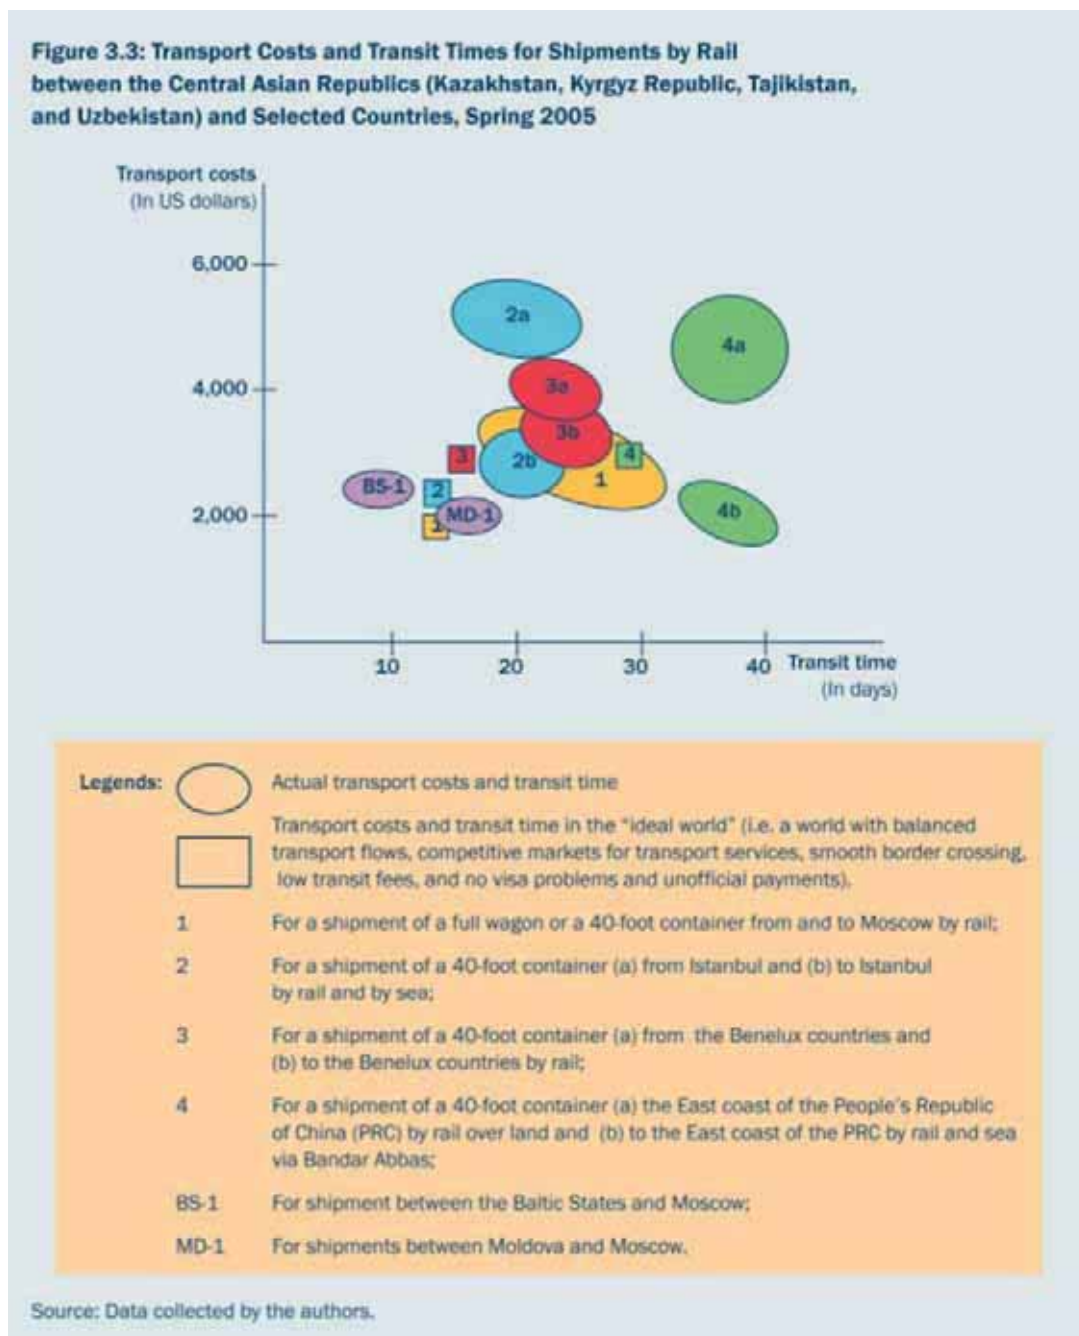 Figure 3.3: Transport Costs and Transit Times for Shipments by Rail
between the Central Asian Republics (Kazakhstan, Kyrgyz Republic, Tajikistan,
and Uzbekistan) and Selected Countries, Spring 2005
Transport costs
(In US dollars)
6,000
2a
4a
4,000
3a
3b
3
4
2b
1
BS-1
2
4b
2,000
MD-1
1
10
20
30
40
Transit time
(In days)
Legends:
Actual transport costs and transit time
Transport costs and transit time in the "ideal world" (i.e. a world with balanced
transport flows, competitive markets for transport services, smooth border crossing,
low transit fees, and no visa problems and unofficial payments).
1 For a shipment of a full wagon or a 40-foot container from and to Moscow by rail;
2 For a shipment of a 40-foot container (a) from Istanbul and (b) to Istanbul
by rail and by sea;
3 For a shipment of a 40-foot container (a) from the Benelux countries and
(b) to the Benelux countries by rail;
4 For a shipment of a 40-foot container (a) the East coast of the People's Republic
of China (PRC) by rail over land and (b) to the East coast of the PRC by rail and sea
via Bandar Abbas;
BS-1 For shipment between the Baltic States and Moscow;
MD-1 For shipments between Moldova and Moscow.
Source: Data collected by the authors.